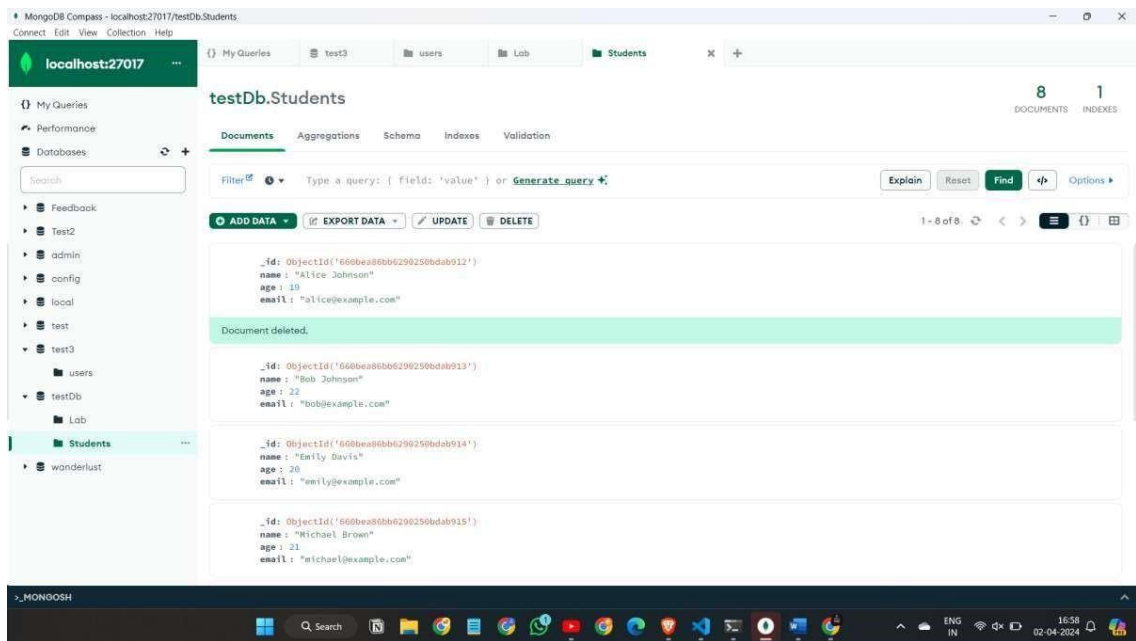 MongoDB Compass - localhost:27017/testDb.Students
Connect Edit View Collection Help
localhost:27017 ...
{} My Queries
Performance
Databases
Search
Feedback
Test2
admin
config
local
test
test3
users
testDb
Lab
Students ...
wanderlust
{} My Queries test3 users Lab Students
testDb.Students
8 DOCUMENTS
1 INDEXES
Documents Aggregations Schema Indexes Validation
Filter Type a query: { field: 'value' } or Generate query
Explain Reset Find </> Options
ADD DATA EXPORT DATA UPDATE DELETE
1 - 8 of 8 {}
_id: ObjectId('660bea86bb6290250bdab912')
name : "Alice Johnson"
age : 19
email : "alice@example.com"
Document deleted.
_id: ObjectId('660bea86bb6290250bdab913')
name : "Bob Johnson"
age : 22
email : "bob@example.com"
_id: ObjectId('660bea86bb6290250bdab914')
name : "Emily Davis"
age : 20
email : "emily@example.com"
_id: ObjectId('660bea86bb6290250bdab915')
name : "Michael Brown"
age : 21
email : "michael@example.com"
>_MONGOSH
Search
ENG
IN
16:58
02-04-2024